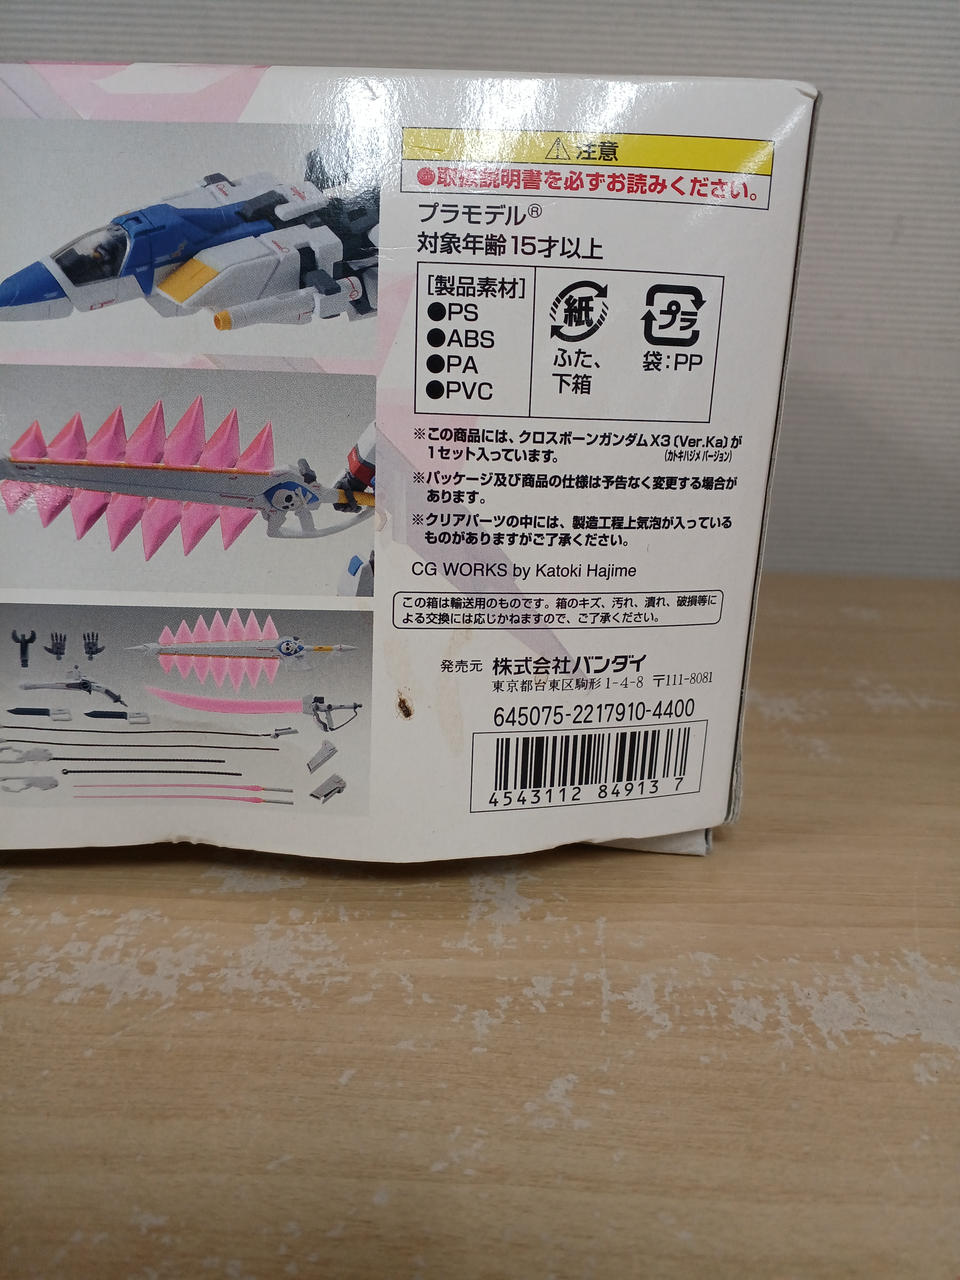 注意
●取扱説明書を必ずお読みください。
プラモデル®
対象年齢15才以上
[製品素材]
●PS
●ABS
●PA
●PVC
紙
ふた、
下箱
プラ
袋:PP
※この商品には、クロスボーンガンダムX3〔Ver.Ka〕が
(カトキハジメ バージョン)
1セット入っています。
※パッケージ及び商品の仕様は予告なく変更する場合が
あります。
※クリアパーツの中には、製造工程上気泡が入っている
ものがありますがご了承ください。
CG WORKS by Katoki Hajime
この箱は輸送用のものです。箱のキズ、汚れ、潰れ、破損等に
よる交換には応じかねますので、ご了承ください。
発売元 株式会社バンダイ
東京都台東区駒形1-4-8 〒111-8081
645075-2217910-4400
4543112 84913 7